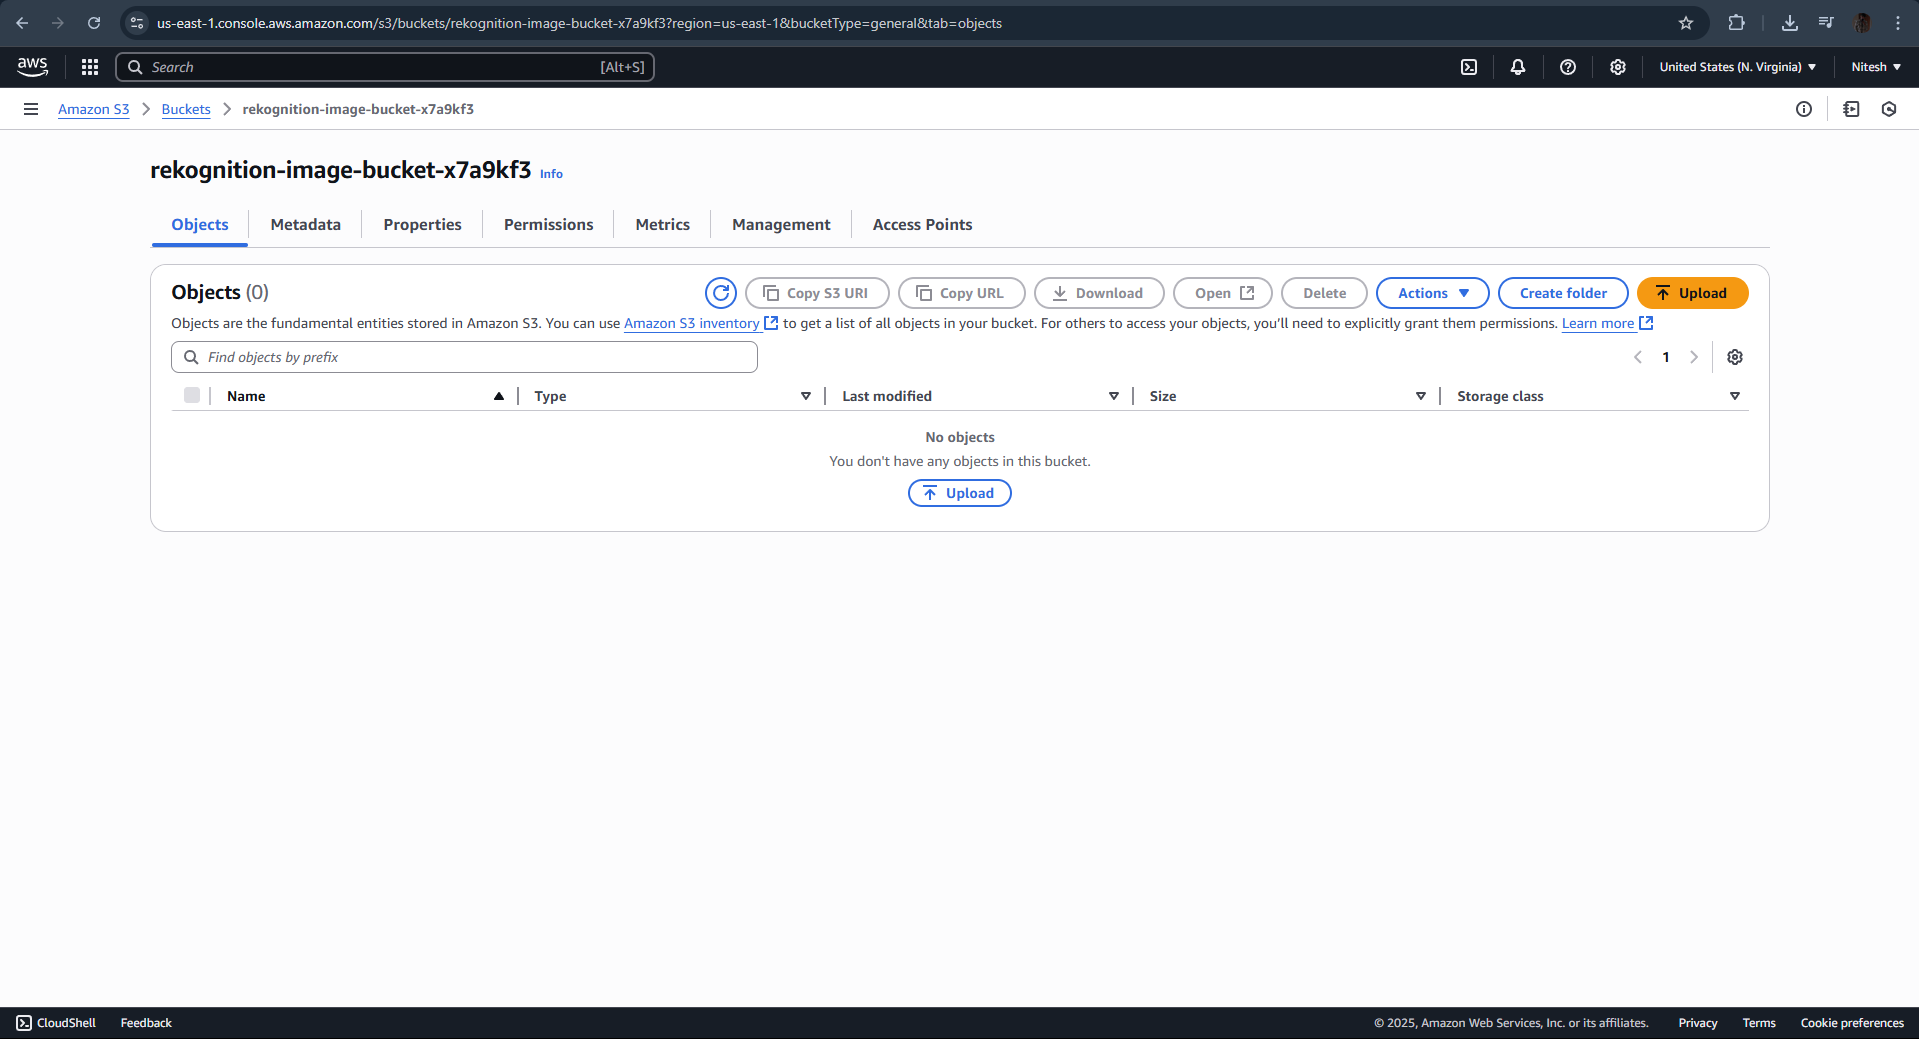 us-east-1.console.aws.amazon.com/s3/buckets/rekognition-image-bucket-x7a9kf3?region=us-east-1&bucketType=general&tab=objects
aws Search [Alt+S] United States (N. Virginia) Nitesh
Amazon S3 Buckets rekognition-image-bucket-x7a9kf3
rekognition-image-bucket-x7a9kf3 Info
Objects Metadata Properties Permissions Metrics Management Access Points
Objects (0) Copy S3 URI Copy URL Download Open Delete Actions Create folder Upload
Objects are the fundamental entities stored in Amazon S3. You can use Amazon S3 inventory to get a list of all objects in your bucket. For others to access your objects, you'll need to explicitly grant them permissions. Learn more
Find objects by prefix 1
Name Type Last modified Size Storage class
No objects
You don't have any objects in this bucket.
Upload
CloudShell Feedback © 2025, Amazon Web Services, Inc. or its affiliates. Privacy Terms Cookie preferences